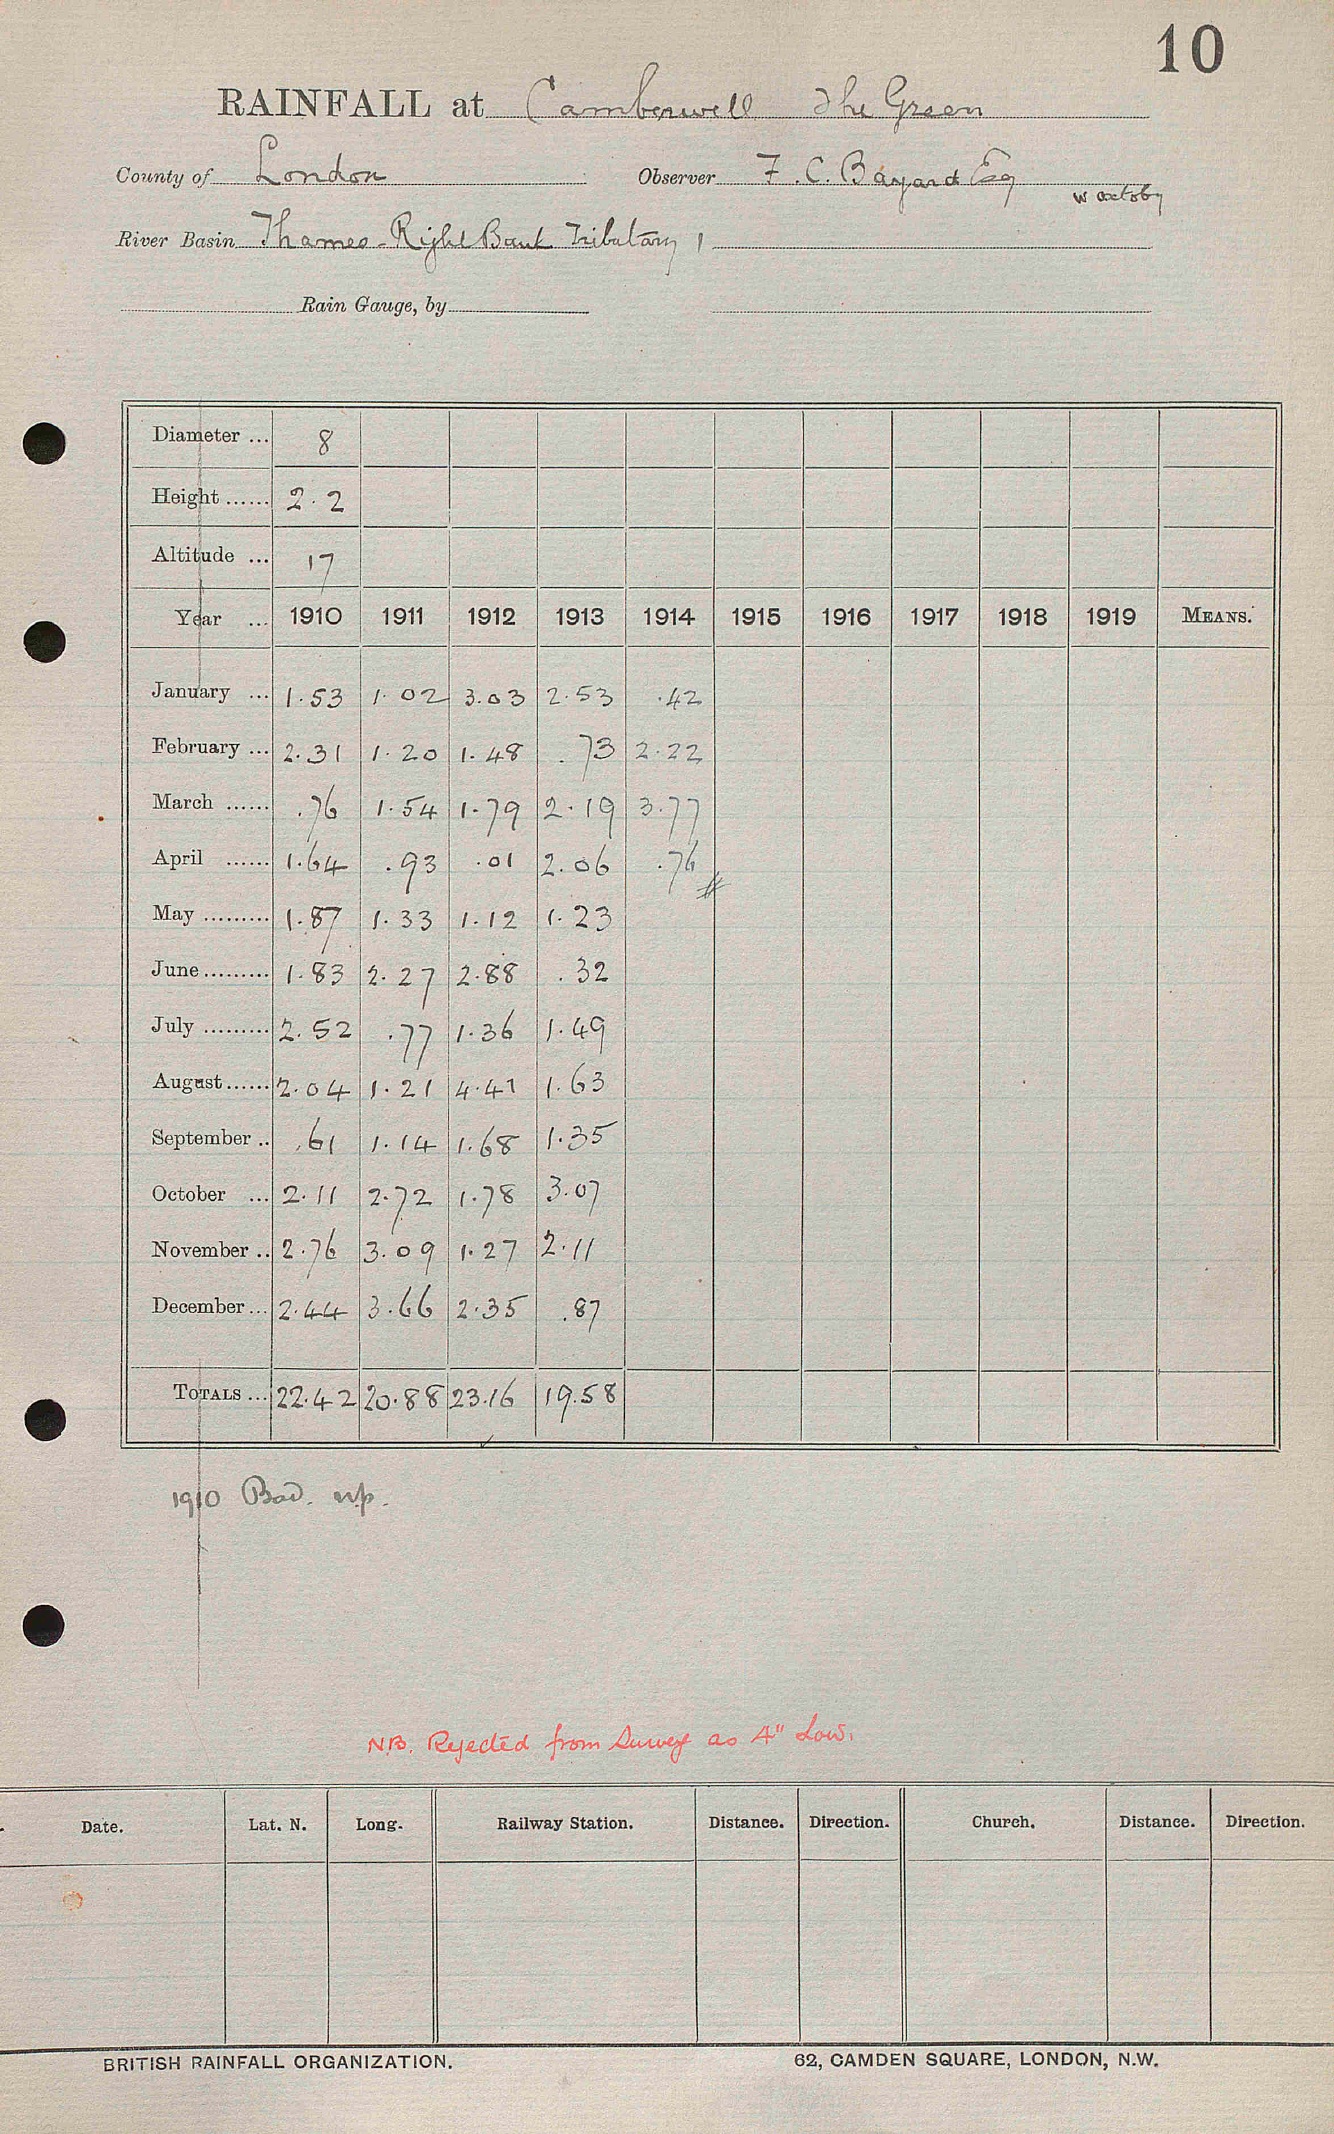 10
RAINFALL at Camberwell The Green
County of London Observer F. C. Bayard Esq
River Basin Thames - Right Bank Tributary
Rain Gauge, by
Diameter ... 8
Height ...... 2.2
Altitude ... 17
Year ... 1910 1911 1912 1913 1914 1915 1916 1917 1918 1919 MEANS.
January ... 1.53 1.02 3.03 2.53 .42
February ... 2.31 1.20 1.48 .73 2.22
March ...... .76 1.54 1.79 2.19 3.77
April ...... 1.64 .93 .01 2.06 .76
May ......... 1.87 1.33 1.12 1.23
June ......... 1.83 2.27 2.88 .32
July ......... 2.52 .77 1.36 1.49
August ...... 2.04 1.21 4.41 1.63
September .. .61 1.14 1.68 1.35
October ... 2.11 2.72 1.78 3.07
November .. 2.76 3.09 1.27 2.11
December ... 2.44 3.66 2.35 .87
TOTALS ... 22.42 20.88 23.16 19.58
1910 Bad. n.p.
N.B. Rejected from Survey as 4" Low.
Date. Lat. N. Long. Railway Station. Distance. Direction. Church. Distance. Direction.
BRITISH RAINFALL ORGANIZATION. 62, CAMDEN SQUARE, LONDON, N.W.